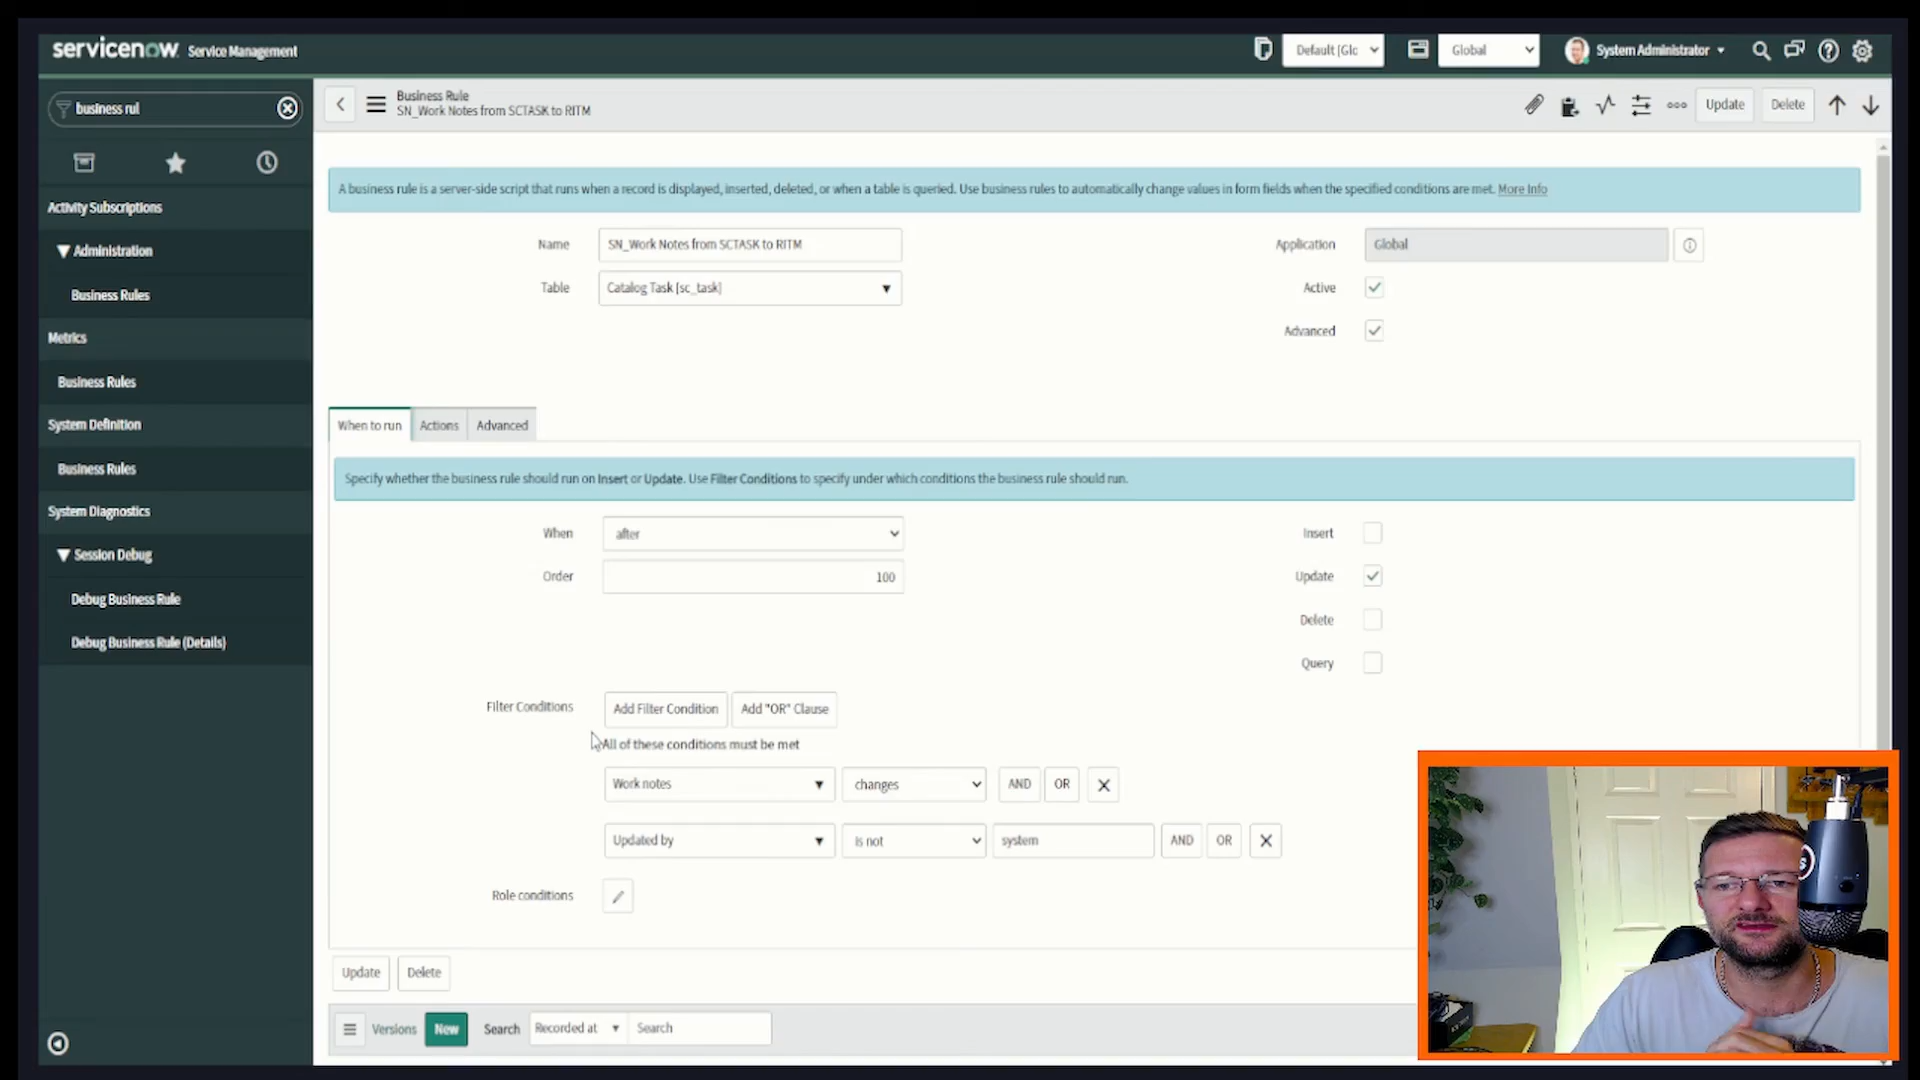 servicenow Service Management
Default [Glc
Global
System Administrator
business rul
Business Rule
SN_Work Notes from SCTASK to RITM
Update
Delete
Activity Subscriptions
Administration
Business Rules
Metrics
Business Rules
System Definition
Business Rules
System Diagnostics
Session Debug
Debug Business Rule
Debug Business Rule (Details)
A business rule is a server-side script that runs when a record is displayed, inserted, deleted, or when a table is queried. Use business rules to automatically change values in form fields when the specified conditions are met. More Info
Name
SN_Work Notes from SCTASK to RITM
Application
Global
Table
Catalog Task [sc_task]
Active
Advanced
When to run
Actions
Advanced
Specify whether the business rule should run on Insert or Update. Use Filter Conditions to specify under which conditions the business rule should run.
When
after
Insert
Order
100
Update
Delete
Query
Filter Conditions
Add Filter Condition
Add "OR" Clause
All of these conditions must be met
Work notes
changes
AND
OR
Updated by
is not
system
AND
OR
Role conditions
Update
Delete
Versions
New
Search
Recorded at
Search